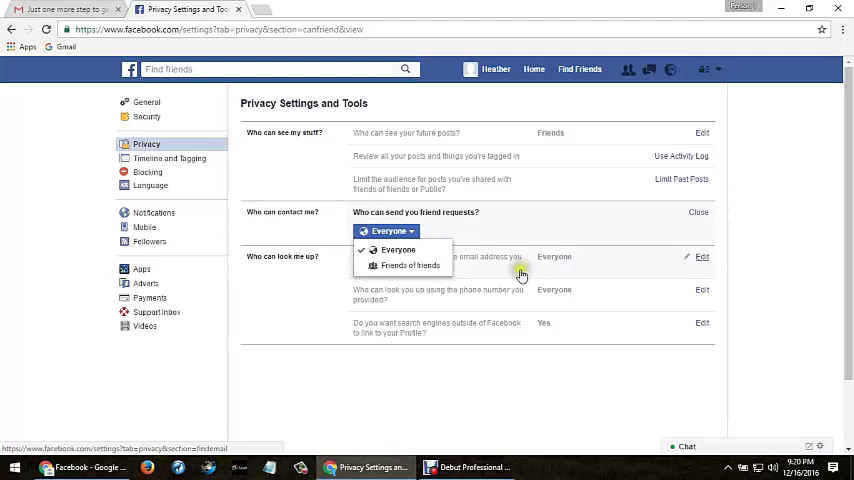 Just one more step to ge
Privacy Settings and Tools
Person 1
https://www.facebook.com/settings?tab=privacy&section=canfriend&view
Apps
Gmail
Find friends
Heather
Home
Find Friends
General
Security
Privacy
Timeline and Tagging
Blocking
Language
Notifications
Mobile
Followers
Apps
Adverts
Payments
Support Inbox
Videos
Privacy Settings and Tools
Who can see my stuff?
Who can see your future posts?
Friends
Edit
Review all your posts and things you're tagged in
Use Activity Log
Limit the audience for posts you've shared with
friends of friends or Public?
Limit Past Posts
Who can contact me?
Who can send you friend requests?
Close
Everyone
Everyone
Friends of friends
Who can look me up?
e email address you
Everyone
Edit
Who can look you up using the phone number you
provided?
Everyone
Edit
Do you want search engines outside of Facebook
to link to your Profile?
Yes
Edit
Chat
https://www.facebook.com/settings?tab=privacy&section=findemail
Facebook - Google ...
Privacy Settings an...
Debut Professional ...
9:20 PM
12/16/2016